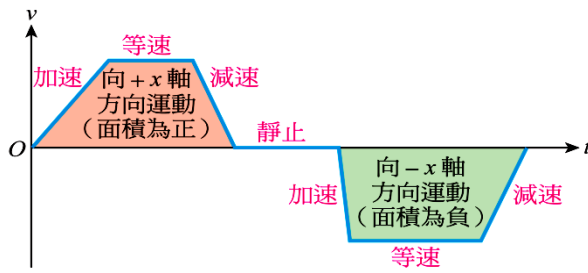 v
等速
加速
向+x軸
方向運動
(面積為正)
減速
靜止
O
t
加速
向-x軸
方向運動
(面積為負)
減速
等速